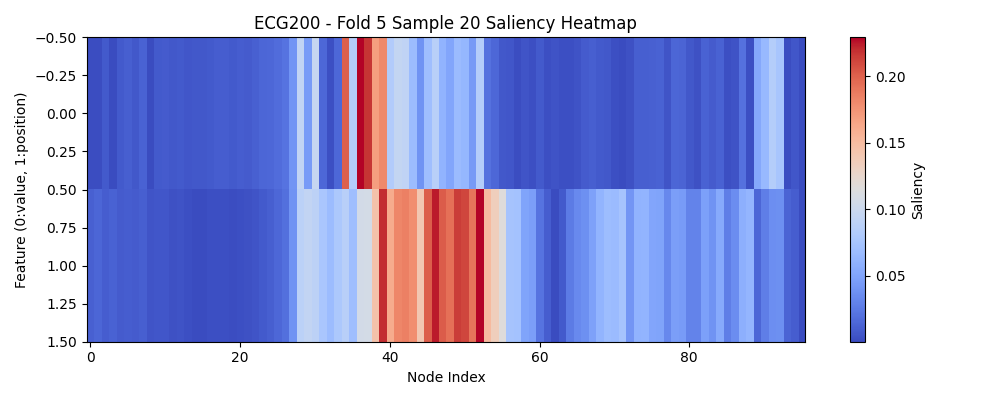 ECG200 - Fold 5 Sample 20 Saliency Heatmap
Feature (0:value, 1:position)
−0.50
−0.25
0.00
0.25
0.50
0.75
1.00
1.25
1.50
0 20 40 60 80
Node Index
0.20
0.15
0.10
0.05
Saliency